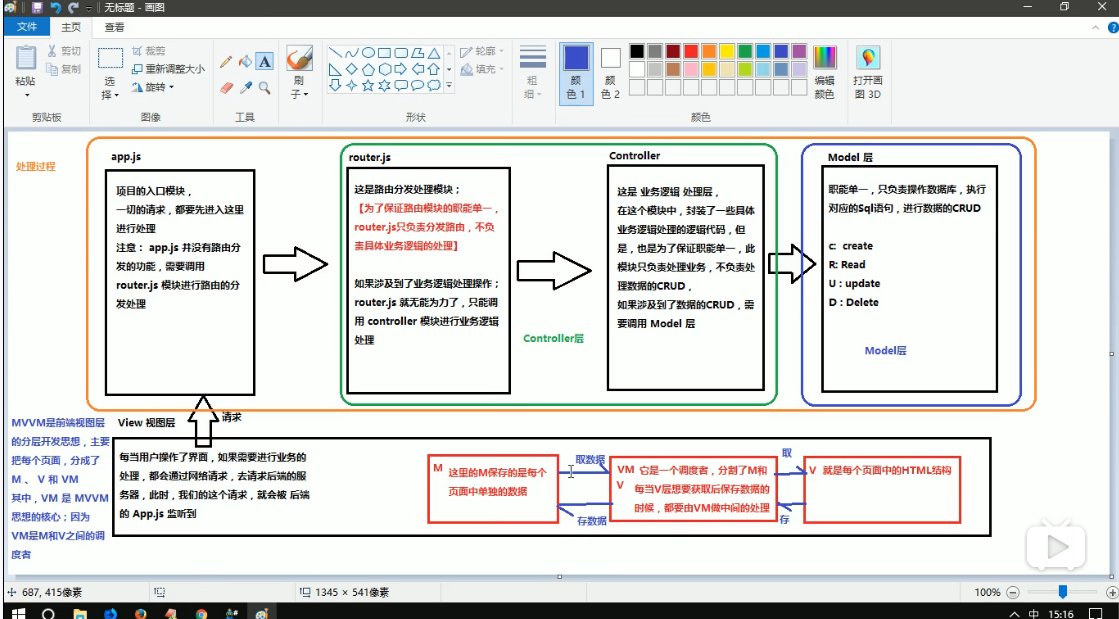 无标题 - 画图
文件
主页
查看
粘贴
剪切
复制
选择
裁剪
重新调整大小
旋转
A
刷子
轮廓
填充
粗细
颜色 1
颜色 2
编辑颜色
打开画图 3D
剪贴板
图像
工具
形状
颜色
处理过程
app.js
项目的入口模块，
一切的请求，都要先进入这里
进行处理
注意： app.js 并没有路由分
发的功能，需要调用
router.js 模块进行路由的分
发处理
router.js
这是路由分发处理模块；
【为了保证路由模块的职能单一，
router.js只负责分发路由，不负
责具体业务逻辑的处理】
如果涉及到了业务逻辑处理操作；
router.js 就无能为力了，只能调
用 controller 模块进行业务逻辑
处理
Controller层
Controller
这是 业务逻辑 处理层，
在这个模块中，封装了一些具体
业务逻辑处理的逻辑代码，但
是，也是为了保证职能单一，此
模块只负责处理业务，不负责处
理数据的CRUD，
如果涉及到了数据的CRUD，需
要调用 Model 层
Model 层
职能单一，只负责操作数据库，执行
对应的Sql语句，进行数据的CRUD
c: create
R: Read
U : update
D : Delete
Model层
请求
MVVM是前端视图层
的分层开发思想，主要
把每个页面，分成了
M 、 V 和 VM
其中，VM 是 MVVM
思想的核心；因为
VM是M和V之间的调
度者
View 视图层
每当用户操作了界面，如果需要进行业务的
处理，都会通过网络请求，去请求后端的服
务器，此时，我们的这个请求，就会被 后端
的 App.js 监听到
M 这里的M保存的是每个
页面中单独的数据
取数据
存数据
VM 它是一个调度者，分割了M和
V 每当V层想要获取后保存数据的
时候，都要由VM做中间的处理
取
存
V 就是每个页面中的HTML结构
687, 415像素
1345 × 541像素
100%
中
15:16